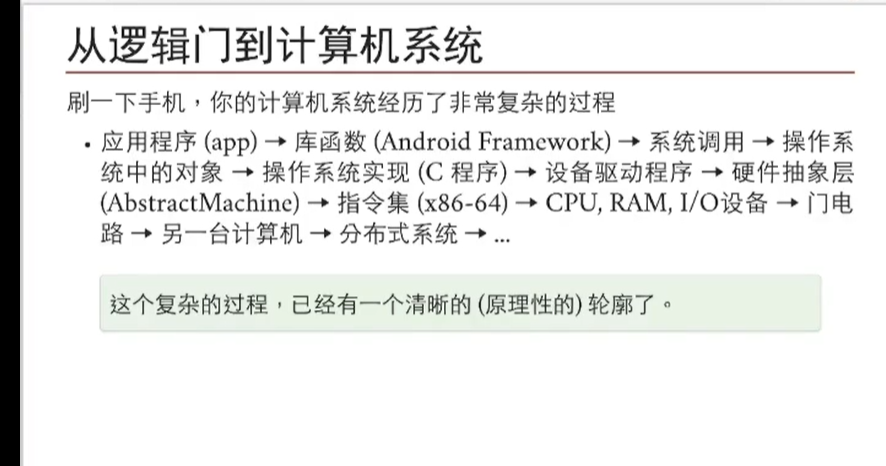 从逻辑门到计算机系统
刷一下手机，你的计算机系统经历了非常复杂的过程
• 应用程序 (app) → 库函数 (Android Framework) → 系统调用 → 操作系
统中的对象 → 操作系统实现 (C 程序) → 设备驱动程序 → 硬件抽象层
(AbstractMachine) → 指令集 (x86-64) → CPU, RAM, I/O设备 → 门电
路 → 另一台计算机 → 分布式系统 → ...
这个复杂的过程，已经有一个清晰的 (原理性的) 轮廓了。